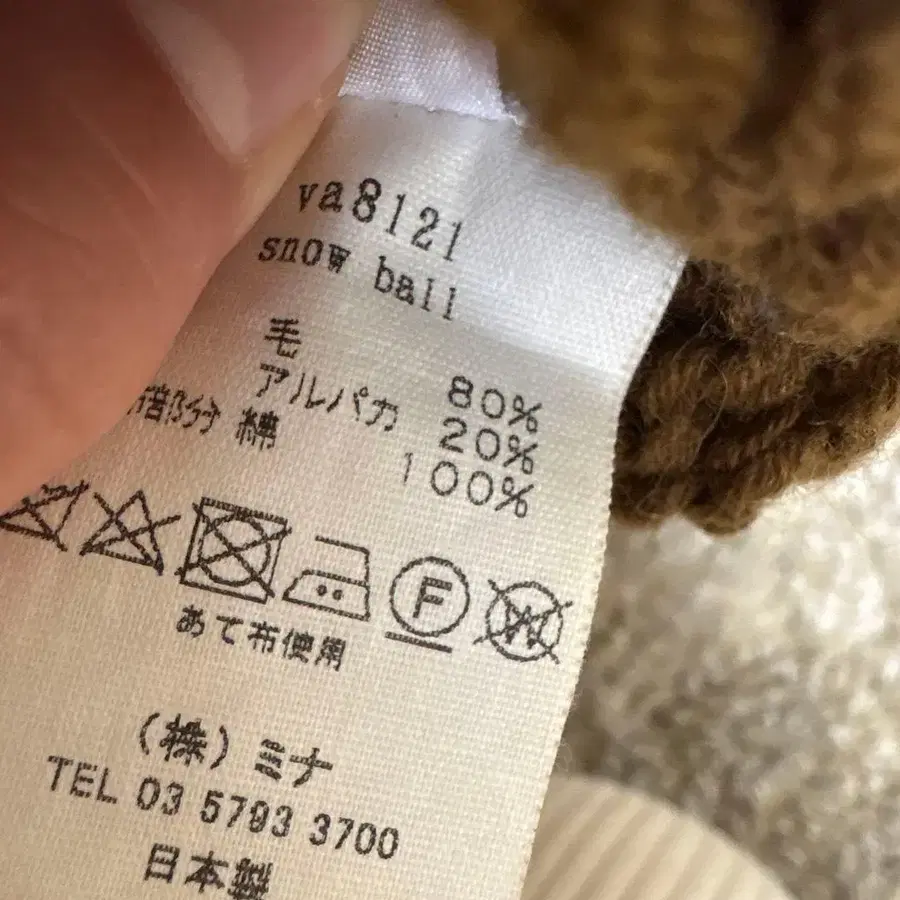 va8121
snow ball
毛 80%
アルパカ 20%
部分 綿 100%
F
W
あて布使用
(株)ミナ
TEL 03 5793 3700
日本製